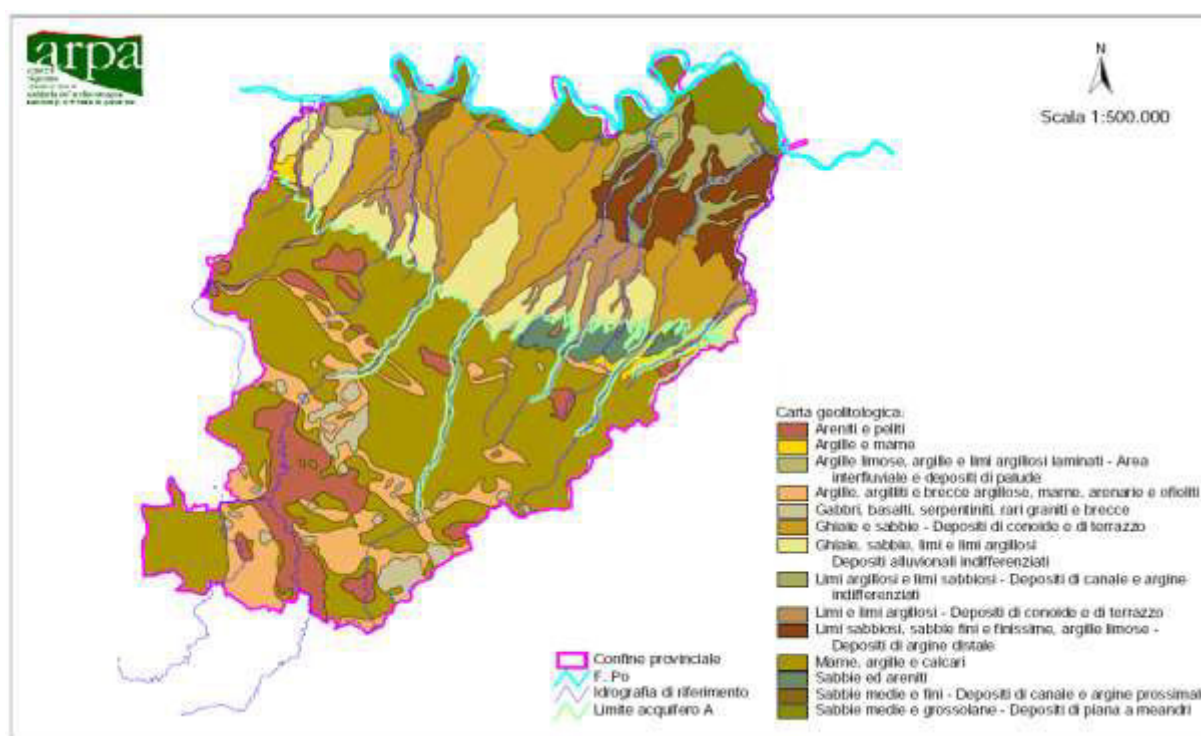 arpa
N
Scala 1:500.000
Carta geolitologica:
Areniti e peliti
Argille e marne
Argille limose, argille e limi argillosi laminati - Area
interfluviale e depositi di palude
Argille, argilliti e brecce argillose, marne, arenarie e ofioliti
Gabbri, basalti, serpentiniti, rari graniti e brecce
Ghiaie e sabbie - Depositi di conoide e di terrazzo
Ghiaie, sabbie, limi e limi argillosi
Depositi alluvionali indifferenziati
Limi argillosi e limi sabbiosi - Depositi di canale e argine
indifferenziati
Limi e limi argillosi - Depositi di conoide e di terrazzo
Limi sabbiosi, sabbie fini e finissime, argille limose -
Depositi di argine distale
Marne, argille e calcari
Sabbie ed areniti
Sabbie medie e fini - Depositi di canale e argine prossimali
Sabbie medie e grossolane - Depositi di piana a meandri
Confine provinciale
F. Po
Idrografia di riferimento
Limite acquifero A